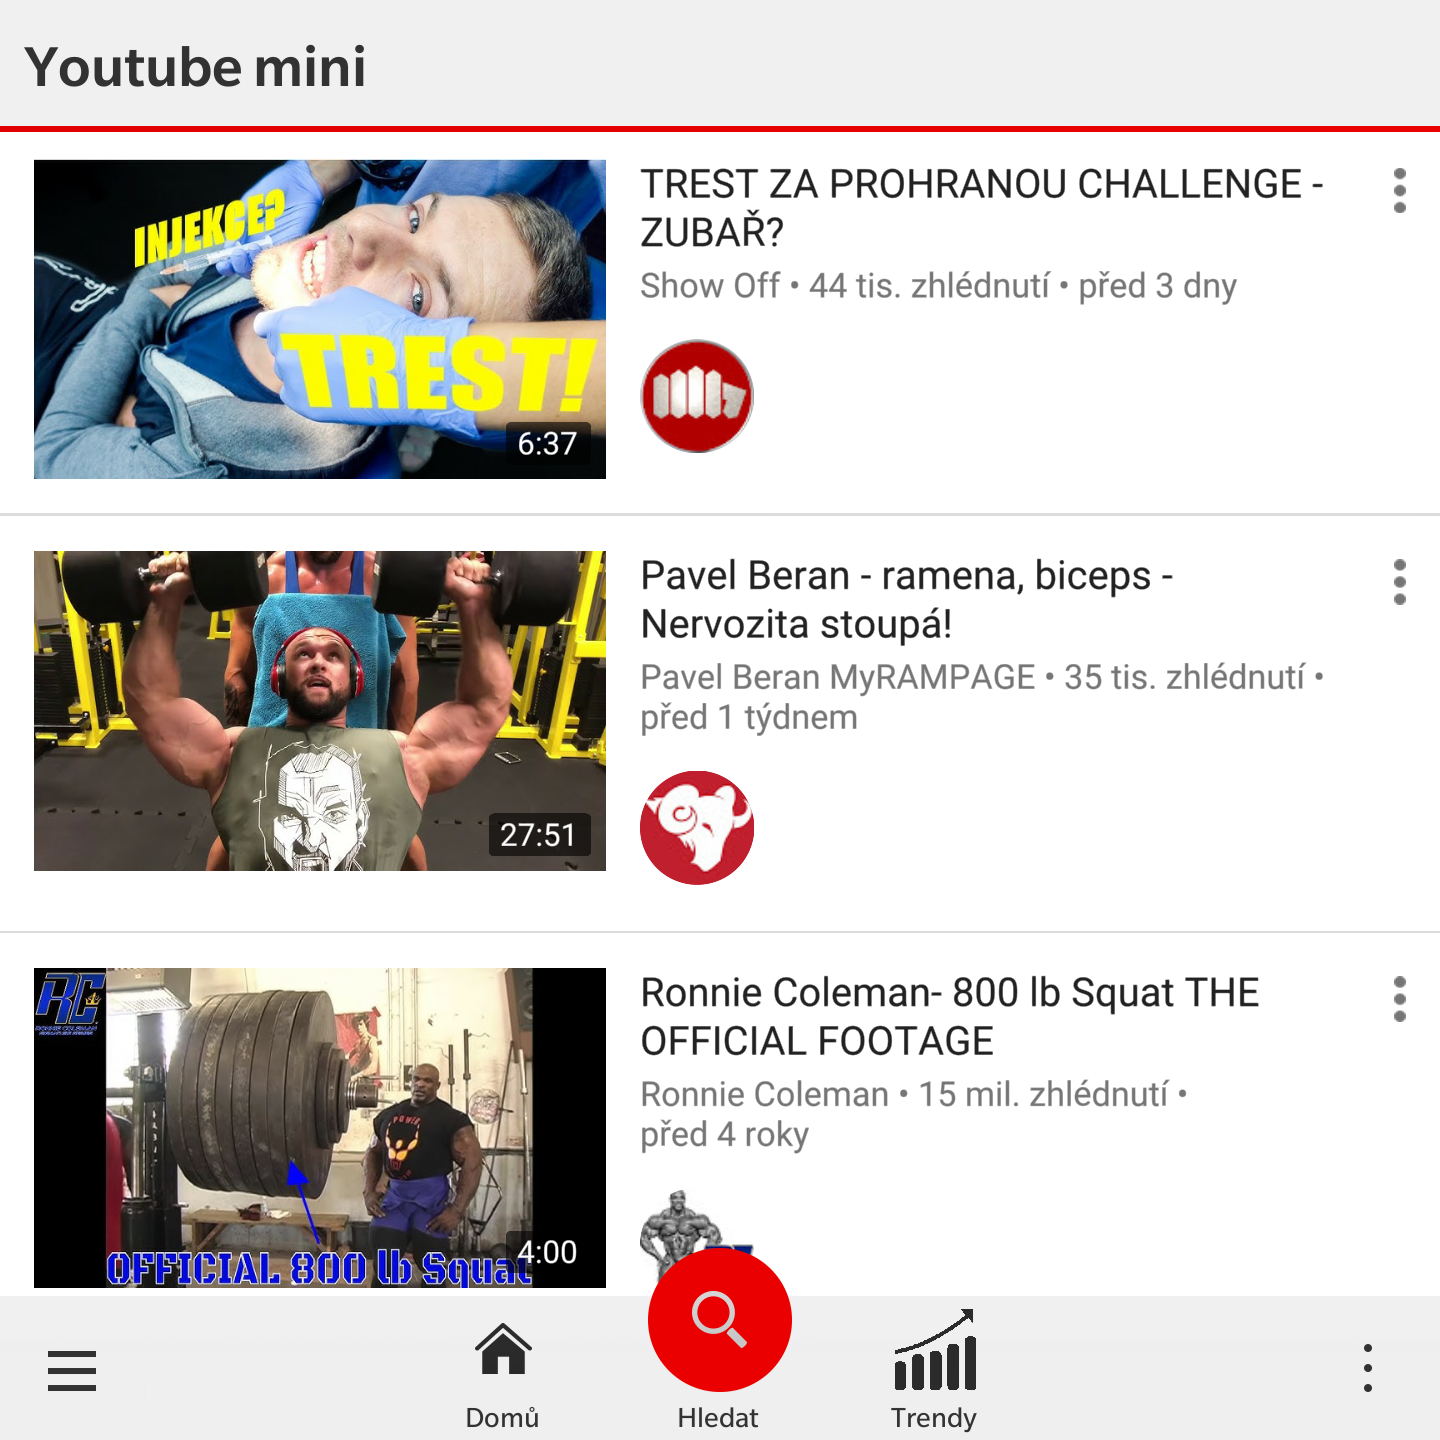 Youtube mini
INJEKCE?
TREST!
6:37
TREST ZA PROHRANOU CHALLENGE -
ZUBAŘ?
Show Off • 44 tis. zhlédnutí • před 3 dny
27:51
Pavel Beran - ramena, biceps -
Nervozita stoupá!
Pavel Beran MyRAMPAGE • 35 tis. zhlédnutí •
před 1 týdnem
RC
RONNIE COLEMAN
OFFICIAL 800 lb Squat
4:00
Ronnie Coleman- 800 lb Squat THE
OFFICIAL FOOTAGE
Ronnie Coleman • 15 mil. zhlédnutí •
před 4 roky
Domů
Hledat
Trendy